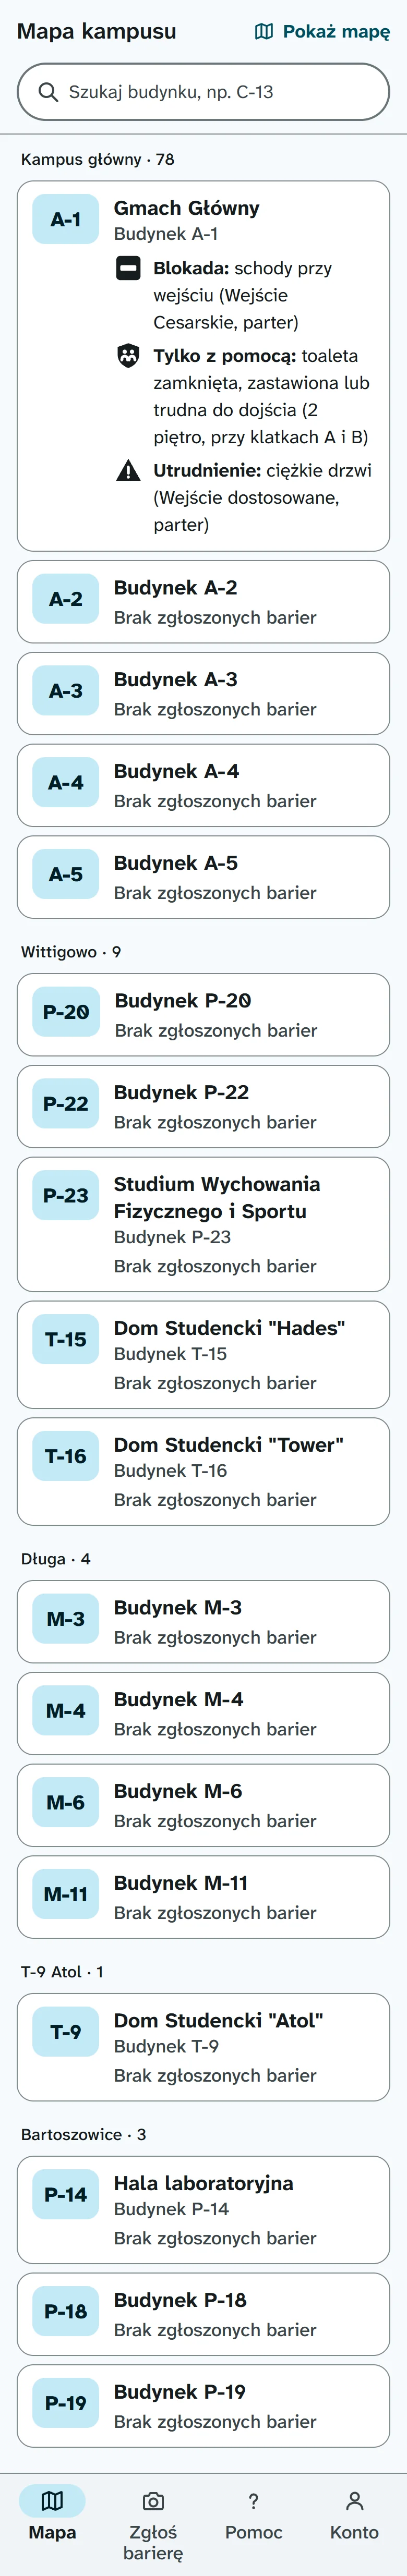 Mapa kampusu
Pokaż mapę
Szukaj budynku, np. C-13
Kampus główny · 78
A-1
Gmach Główny
Budynek A-1
Blokada: schody przy
wejściu (Wejście
Cesarskie, parter)
Tylko z pomocą: toaleta
zamknięta, zastawiona lub
trudna do dojścia (2
piętro, przy klatkach A i B)
Utrudnienie: ciężkie drzwi
(Wejście dostosowane,
parter)
A-2
Budynek A-2
Brak zgłoszonych barier
A-3
Budynek A-3
Brak zgłoszonych barier
A-4
Budynek A-4
Brak zgłoszonych barier
A-5
Budynek A-5
Brak zgłoszonych barier
Wittigowo · 9
P-20
Budynek P-20
Brak zgłoszonych barier
P-22
Budynek P-22
Brak zgłoszonych barier
P-23
Studium Wychowania
Fizycznego i Sportu
Budynek P-23
Brak zgłoszonych barier
T-15
Dom Studencki "Hades"
Budynek T-15
Brak zgłoszonych barier
T-16
Dom Studencki "Tower"
Budynek T-16
Brak zgłoszonych barier
Długa · 4
M-3
Budynek M-3
Brak zgłoszonych barier
M-4
Budynek M-4
Brak zgłoszonych barier
M-6
Budynek M-6
Brak zgłoszonych barier
M-11
Budynek M-11
Brak zgłoszonych barier
T-9 Atol · 1
T-9
Dom Studencki "Atol"
Budynek T-9
Brak zgłoszonych barier
Bartoszowice · 3
P-14
Hala laboratoryjna
Budynek P-14
Brak zgłoszonych barier
P-18
Budynek P-18
Brak zgłoszonych barier
P-19
Budynek P-19
Brak zgłoszonych barier
Mapa
Zgłoś
barierę
Pomoc
Konto